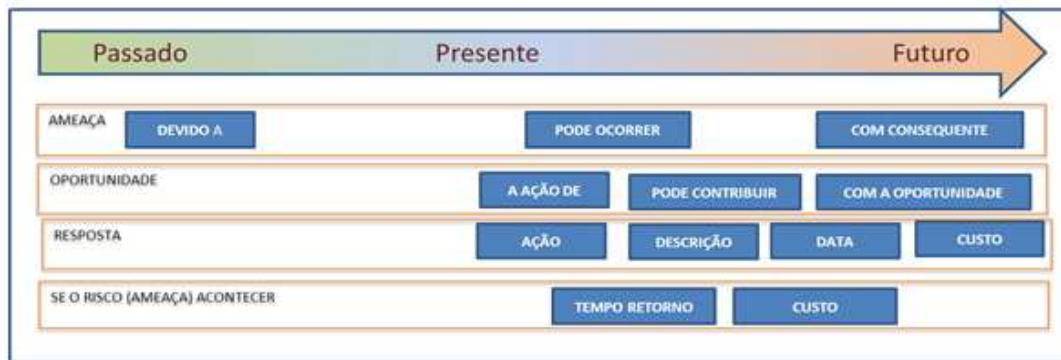 Passado Presente Futuro
AMEAÇA DEVIDO A PODE OCORRER COM CONSEQUENTE
OPORTUNIDADE A AÇÃO DE PODE CONTRIBUIR COM A OPORTUNIDADE
RESPOSTA AÇÃO DESCRIÇÃO DATA CUSTO
SE O RISCO (AMEAÇA) ACONTECER TEMPO RETORNO CUSTO